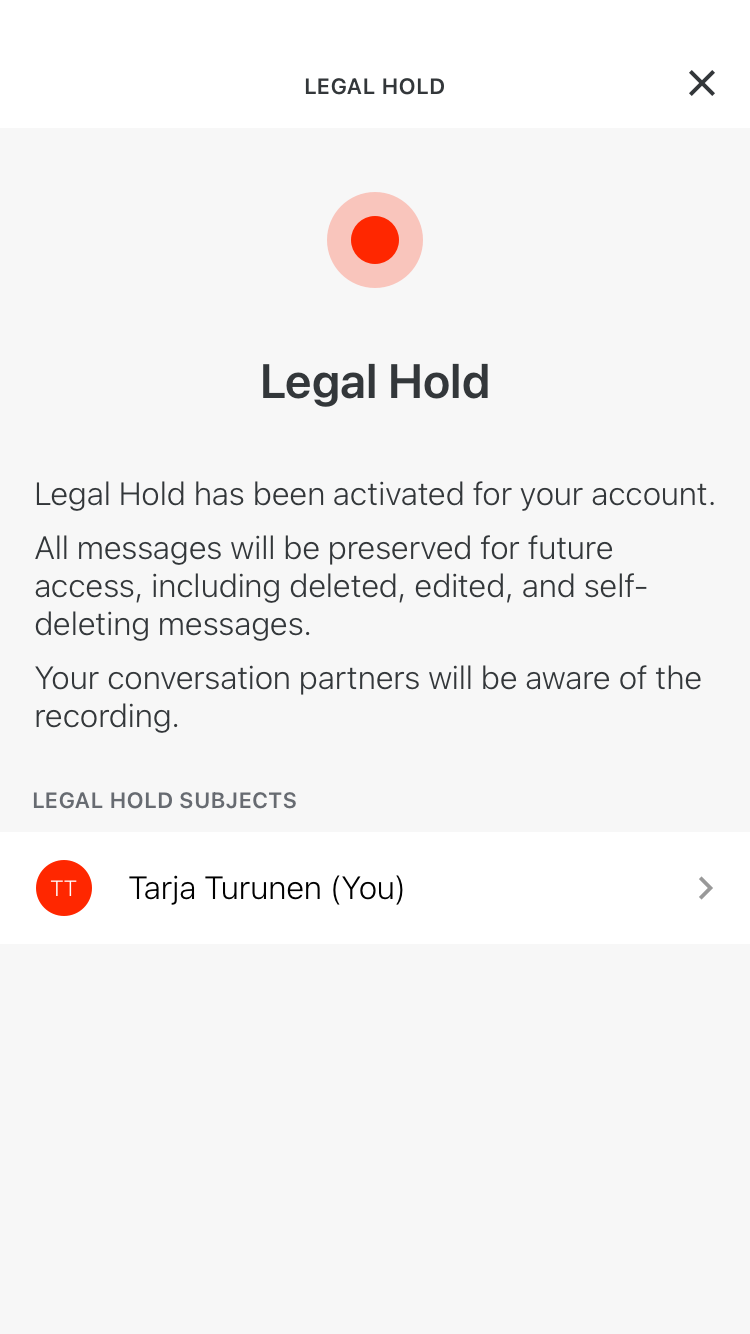 LEGAL HOLD
Legal Hold
Legal Hold has been activated for your account.
All messages will be preserved for future
access, including deleted, edited, and self-
deleting messages.
Your conversation partners will be aware of the
recording.
LEGAL HOLD SUBJECTS
TT
Tarja Turunen (You)